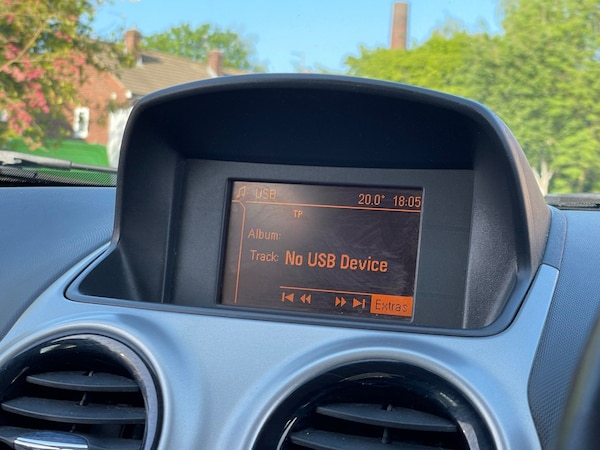 USB 20.0° 18:05
TP
Album:
Track: No USB Device
Extras